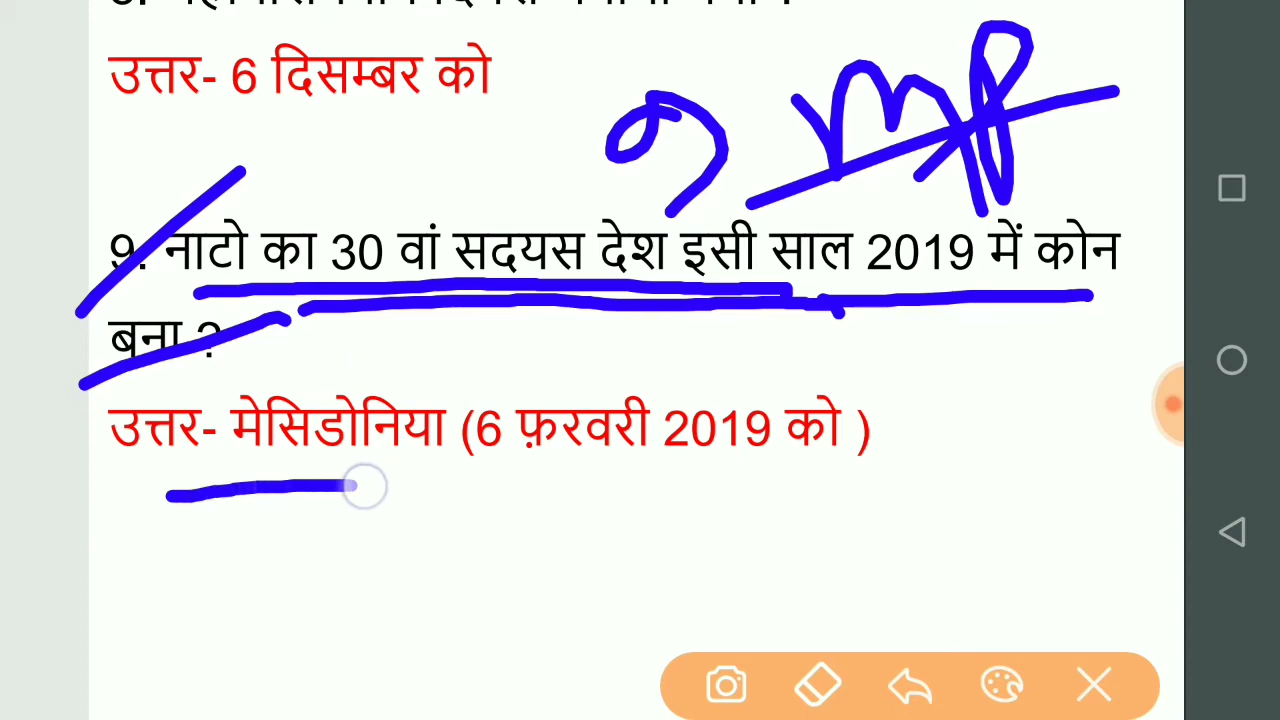 उत्तर- 6 दिसम्बर को
9. नाटो का 30 वां सदयस देश इसी साल 2019 में कोन
बना ?
उत्तर- मेसिडोनिया (6 फ़रवरी 2019 को )